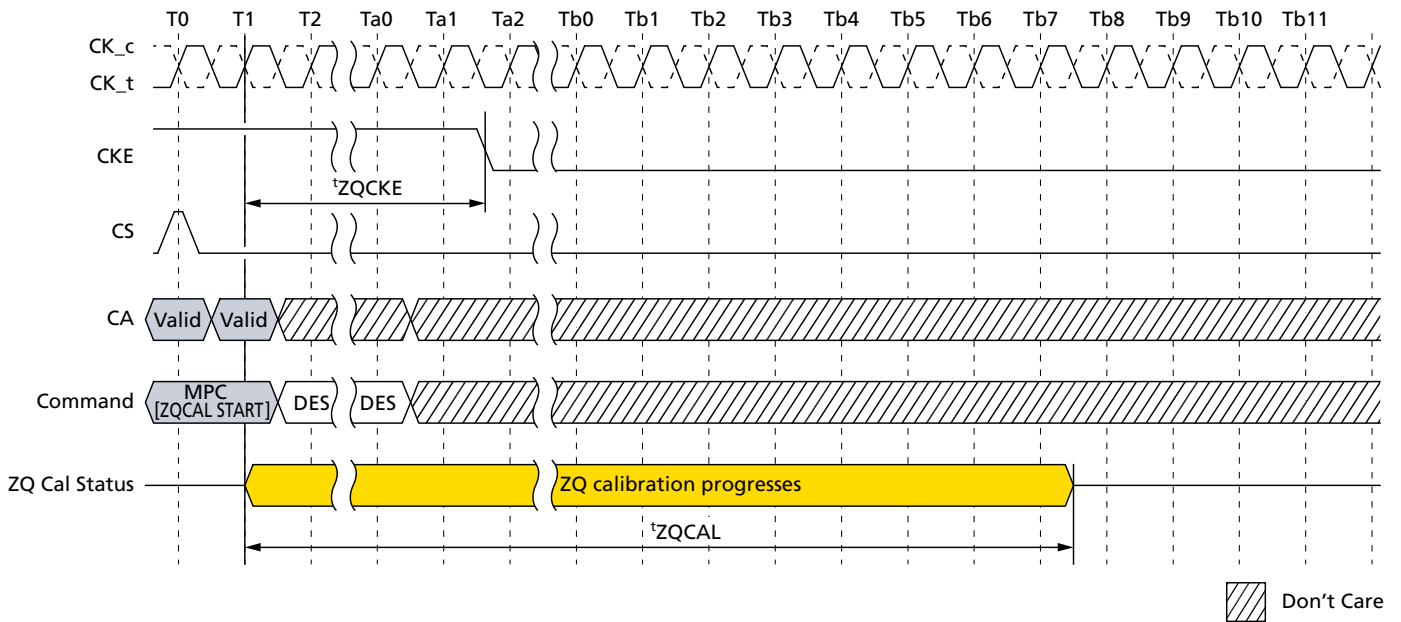 T0 T1 T2 Ta0 Ta1 Ta2 Tb0 Tb1 Tb2 Tb3 Tb4 Tb5 Tb6 Tb7 Tb8 Tb9 Tb10 Tb11
CK_c
CK_t
CKE
tZQCKE
CS
CA Valid Valid
Command MPC [ZQCAL START] DES DES
ZQ Cal Status ZQ calibration progresses
tZQCAL
Don't Care